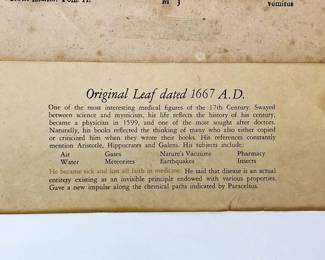 M 3
vomitus
Original Leaf dated 1667 A.D.
One of the most interesting medical figures of the 17th Century. Swayed
between science and mysticism, his life reflects the history of his century,
became a physician in 1599, and one of the most sought after doctors.
Naturally, his books reflected the thinking of many who also either copied
or criticized him when they wrote their books. His references constantly
mention Aristotle, Hippocrates and Galens. His subjects include:
Air Gases Nature's Vacuums Pharmacy
Water Meteorites Earthquakes Insects
He became sick and lost all faith in medicine. He said that disease is an actual
entirety existing as an invisible principle endowed with various properties.
Gave a new impulse along the chemical paths indicated by Paracelsus.